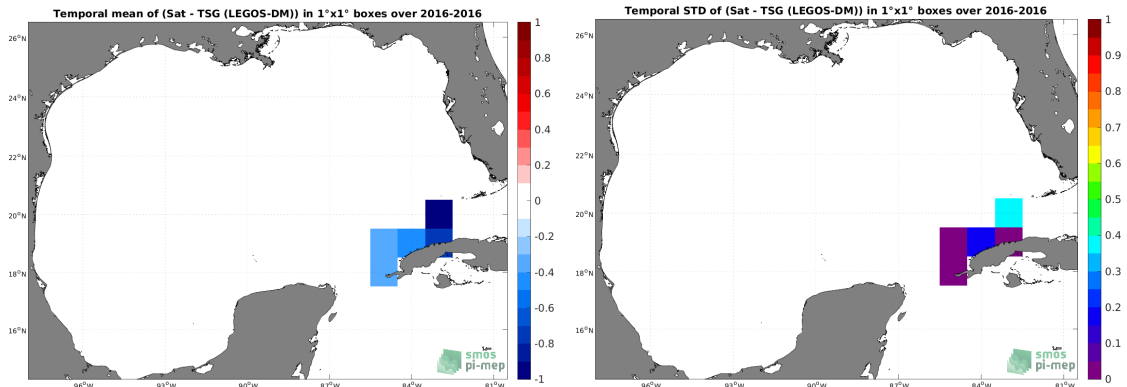 Temporal mean of (Sat - TSG (LEGOS-DM)) in 1°x1° boxes over 2016-2016
26°N
24°N
22°N
20°N
18°N
16°N
96°W
93°W
90°W
87°W
84°W
81°W
1
0.8
0.6
0.4
0.2
0
-0.2
-0.4
-0.6
-0.8
-1
smos
pi-mep
Temporal STD of (Sat - TSG (LEGOS-DM)) in 1°x1° boxes over 2016-2016
26°N
24°N
22°N
20°N
18°N
16°N
96°W
93°W
90°W
87°W
84°W
81°W
1
0.9
0.8
0.7
0.6
0.5
0.4
0.3
0.2
0.1
0
smos
pi-mep